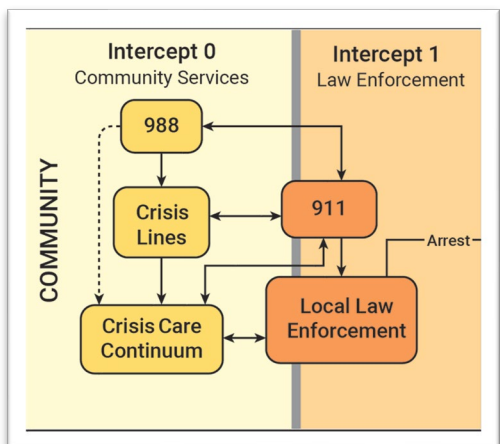 Intercept 0
Community Services
Intercept 1
Law Enforcement
COMMUNITY
988
Crisis
Lines
911
Arrest
Crisis Care
Continuum
Local Law
Enforcement